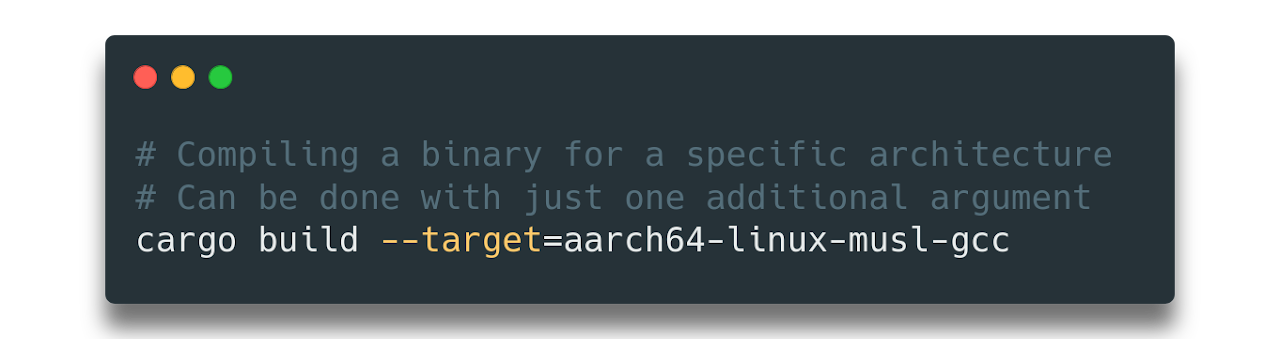 # Compiling a binary for a specific architecture
# Can be done with just one additional argument
cargo build --target=aarch64-linux-musl-gcc